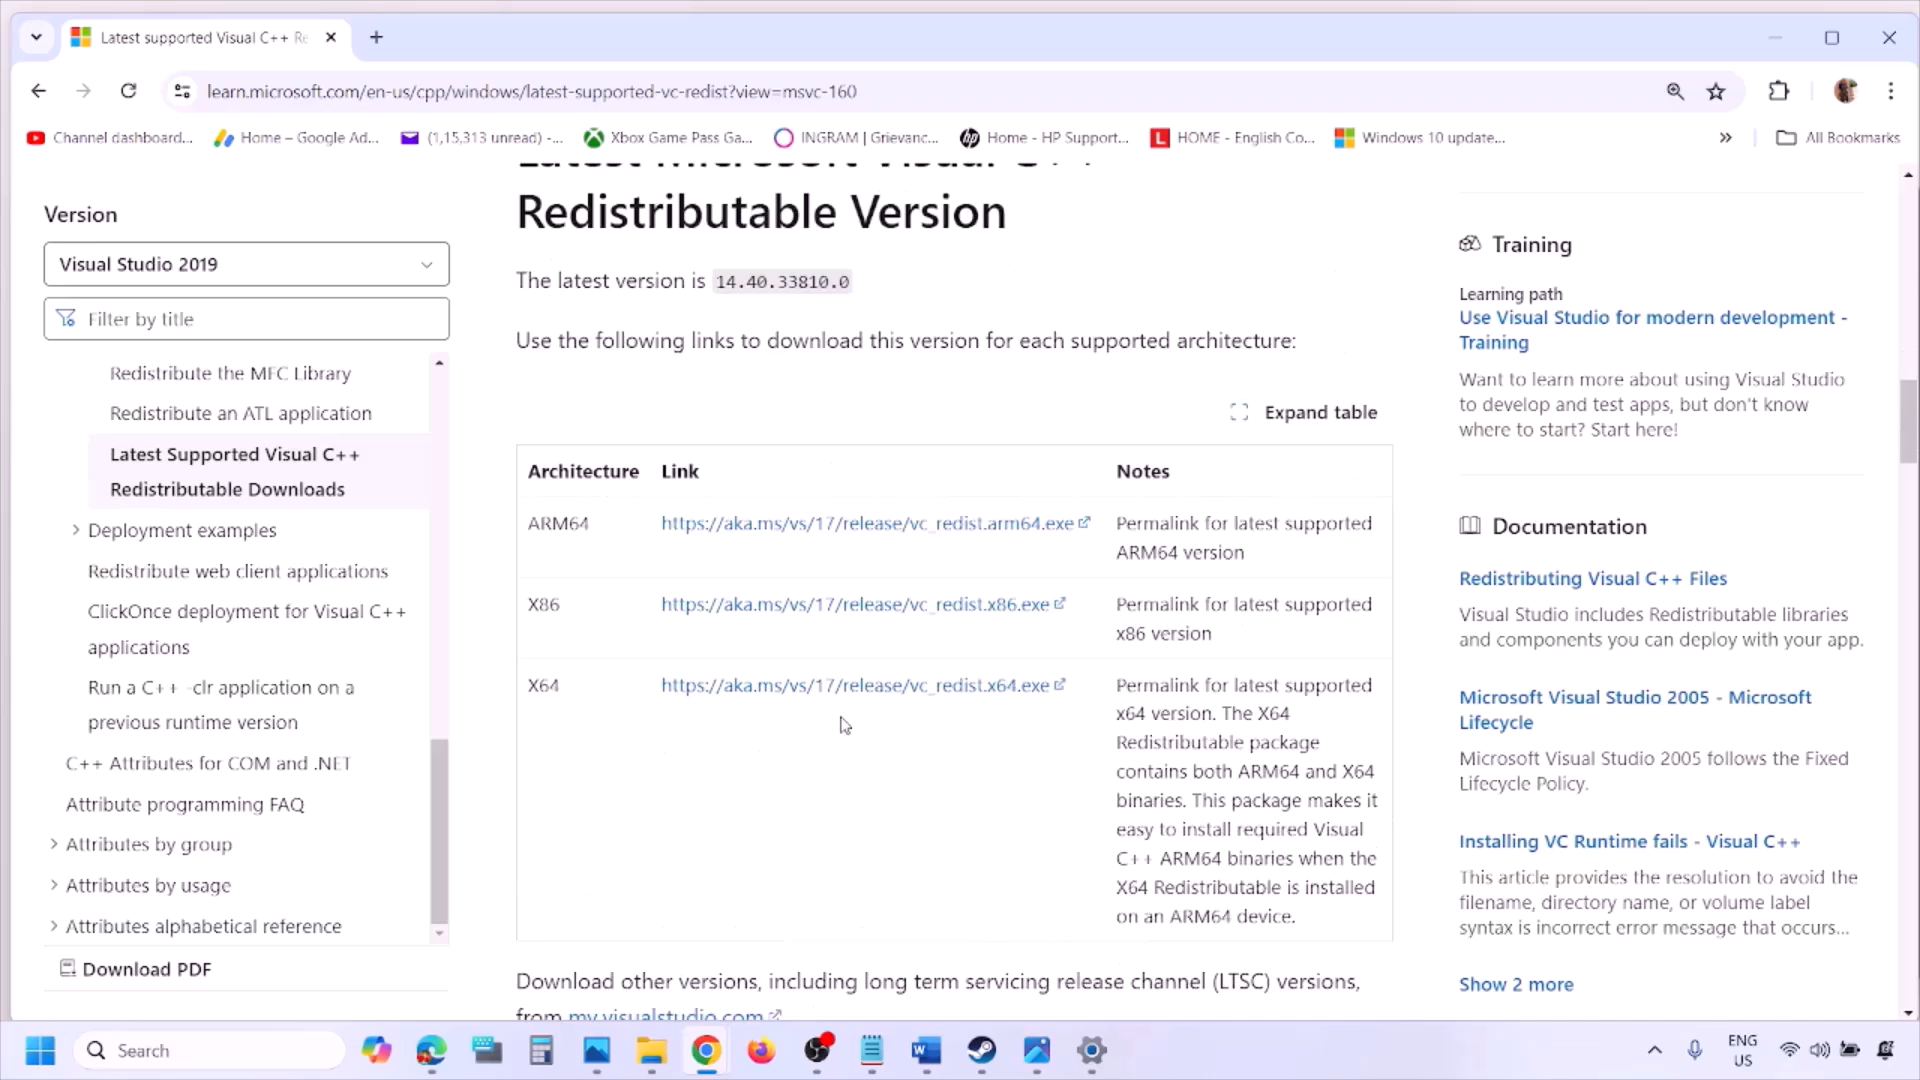 Latest supported Visual C++ Re
learn.microsoft.com/en-us/cpp/windows/latest-supported-vc-redist?view=msvc-160
Channel dashboard...
Home – Google Ad...
(1,15,313 unread) -...
Xbox Game Pass Ga...
INGRAM | Grievanc...
Home - HP Support...
HOME - English Co...
Windows 10 update...
All Bookmarks
Version
Visual Studio 2019
Filter by title
Redistribute the MFC Library
Redistribute an ATL application
Latest Supported Visual C++
Redistributable Downloads
Deployment examples
Redistribute web client applications
ClickOnce deployment for Visual C++
applications
Run a C++ -clr application on a
previous runtime version
C++ Attributes for COM and .NET
Attribute programming FAQ
Attributes by group
Attributes by usage
Attributes alphabetical reference
Download PDF
Latest Microsoft Visual C++
Redistributable Version
The latest version is 14.40.33810.0
Use the following links to download this version for each supported architecture:
Expand table
Architecture Link Notes
ARM64 https://aka.ms/vs/17/release/vc_redist.arm64.exe Permalink for latest supported
ARM64 version
X86 https://aka.ms/vs/17/release/vc_redist.x86.exe Permalink for latest supported
x86 version
X64 https://aka.ms/vs/17/release/vc_redist.x64.exe Permalink for latest supported
x64 version. The X64
Redistributable package
contains both ARM64 and X64
binaries. This package makes it
easy to install required Visual
C++ ARM64 binaries when the
X64 Redistributable is installed
on an ARM64 device.
Download other versions, including long term servicing release channel (LTSC) versions,
from my.visualstudio.com
Training
Learning path
Use Visual Studio for modern development -
Training
Want to learn more about using Visual Studio
to develop and test apps, but don't know
where to start? Start here!
Documentation
Redistributing Visual C++ Files
Visual Studio includes Redistributable libraries
and components you can deploy with your app.
Microsoft Visual Studio 2005 - Microsoft
Lifecycle
Microsoft Visual Studio 2005 follows the Fixed
Lifecycle Policy.
Installing VC Runtime fails - Visual C++
This article provides the resolution to avoid the
filename, directory name, or volume label
syntax is incorrect error message that occurs...
Show 2 more
Search
ENG
US